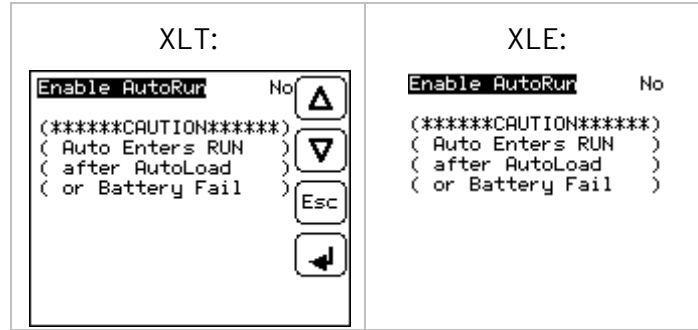 XLT:
Enable AutoRun No
(******CAUTION******)
( Auto Enters RUN )
( after AutoLoad )
( or Battery Fail )
Esc
XLE:
Enable AutoRun No
(******CAUTION******)
( Auto Enters RUN )
( after AutoLoad )
( or Battery Fail )